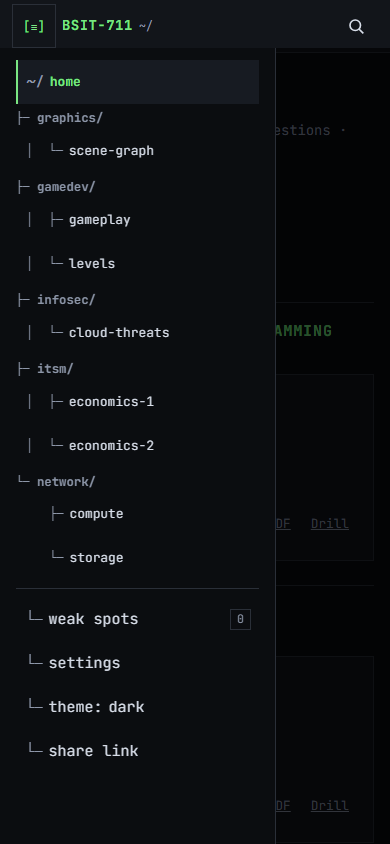 [≡] BSIT-711 ~/
~/ home
├─ graphics/
│ └─ scene-graph
├─ gamedev/
│ ├─ gameplay
│ └─ levels
├─ infosec/
│ └─ cloud-threats
├─ itsm/
│ ├─ economics-1
│ └─ economics-2
└─ network/
├─ compute
└─ storage
└─ weak spots 0
└─ settings
└─ theme: dark
└─ share link
estions ·
AMMING
DF Drill
DF Drill